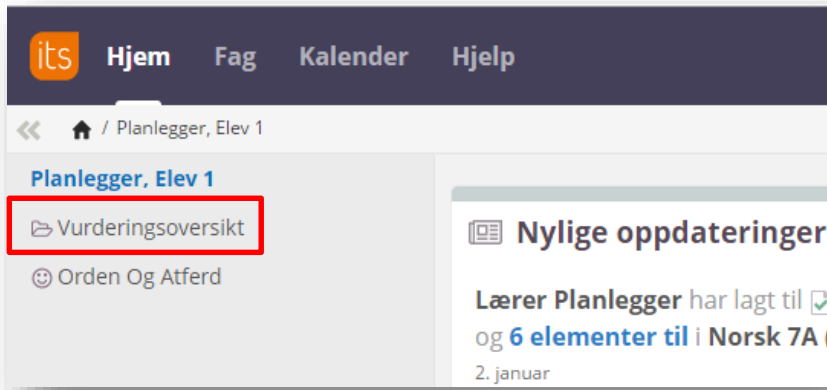 its Hjem Fag Kalender Hjelp
/ Planlegger, Elev 1
Planlegger, Elev 1
Vurderingsoversikt
Orden Og Atferd
Nylige oppdateringer
Lærer Planlegger har lagt til
og 6 elementer til i Norsk 7A (
2. januar